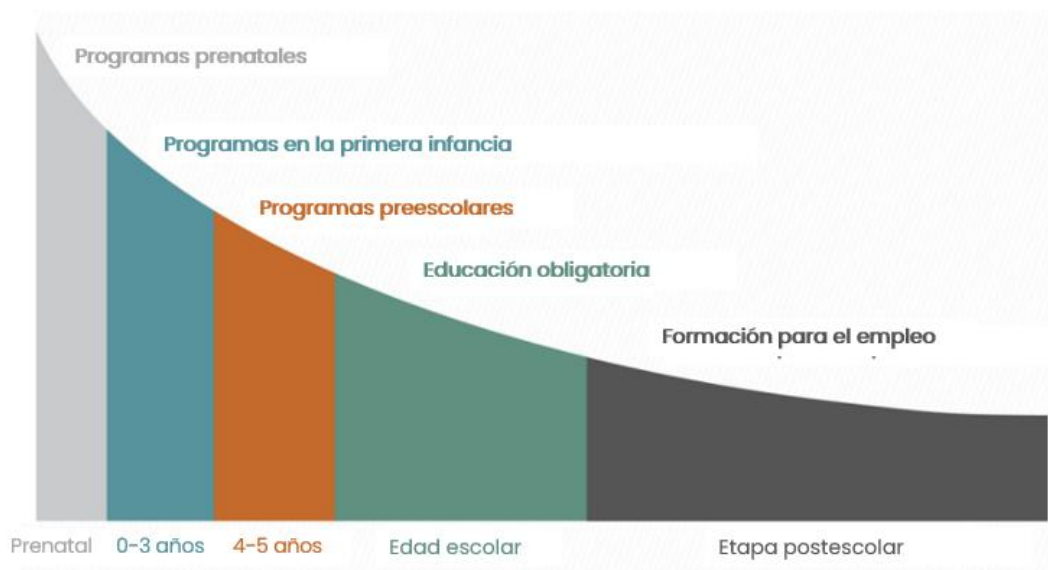 Programas prenatales
Programas en la primera infancia
Programas preescolares
Educación obligatoria
Formación para el empleo
Prenatal
0-3 años
4-5 años
Edad escolar
Etapa postescolar